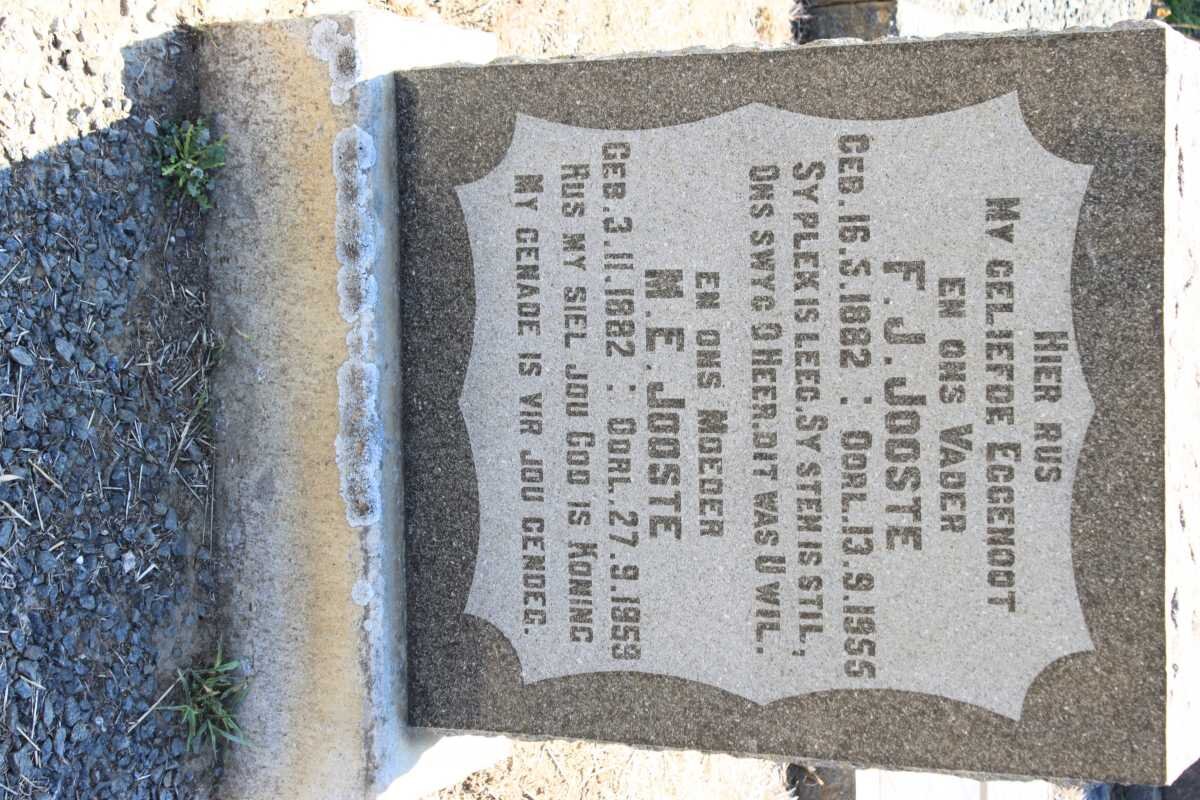 HIER RUS
MY GELIEFDE EGGENOOT
EN ONS VADER
F. J. JOOSTE
GEB. 16.5.1882 : OORL. 13.9.1955
SY PLEK IS LEEG. SY STEM IS STIL,
ONS SWYG O HEER. DIT WAS U WIL.
EN ONS MOEDER
M. E. JOOSTE
GEB. 3.11.1882 : OORL. 27.9.1959
RUS MY SIEL JOU GOD IS KONING
MY GENADE IS VIR JOU GENOEG.